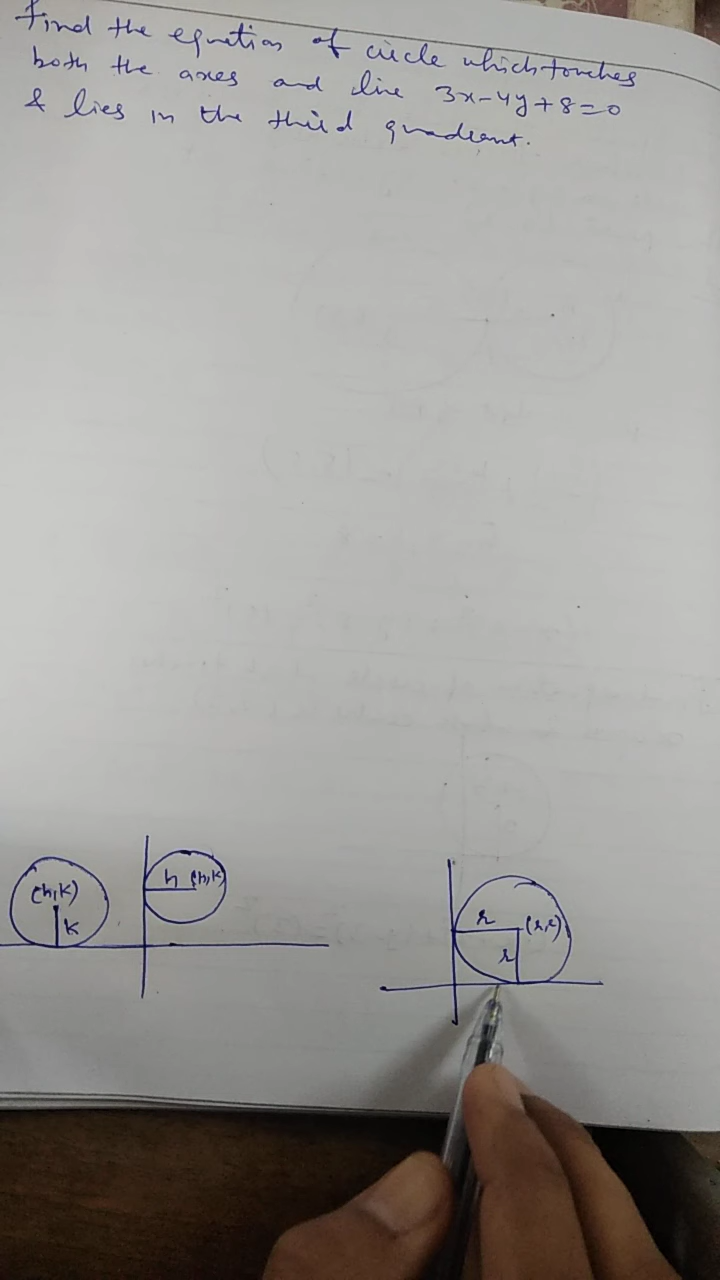 Find the equation of circle which touches
both the axes and line 3x-4y+8=0
& lies in the third quadrant.
(h,k)
k
h (h,k)
r
(r,r)
r